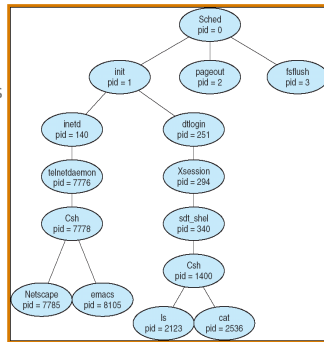 Sched
pid = 0
init
pid = 1
pageout
pid = 2
fsflush
pid = 3
inetd
pid = 140
dtlogin
pid = 251
telnetdaemon
pid = 7776
Xsession
pid = 294
Csh
pid = 7778
sdt_shel
pid = 340
Csh
pid = 1400
Netscape
pid = 7785
emacs
pid = 8105
ls
pid = 2123
cat
pid = 2536